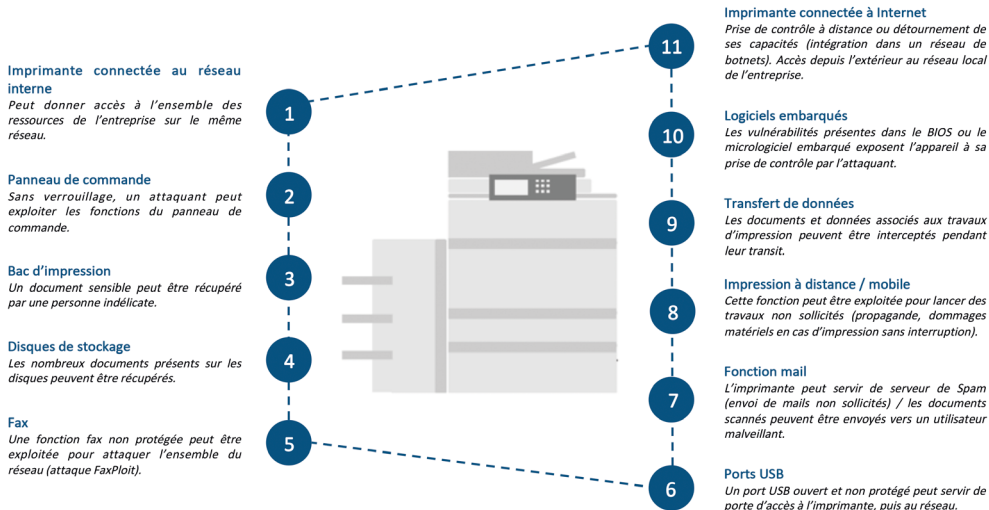 Imprimante connectée au réseau
interne
Peut donner accès à l'ensemble des
ressources de l'entreprise sur le même
réseau.
1
Panneau de commande
Sans verrouillage, un attaquant peut
exploiter les fonctions du panneau de
commande.
2
Bac d'impression
Un document sensible peut être récupéré
par une personne indélicate.
3
Disques de stockage
Les nombreux documents présents sur les
disques peuvent être récupérés.
4
Fax
Une fonction fax non protégée peut être
exploitée pour attaquer l'ensemble du
réseau (attaque FaxPloit).
5
Imprimante connectée à Internet
Prise de contrôle à distance ou détournement de
ses capacités (intégration dans un réseau de
botnets). Accès depuis l'extérieur au réseau local
de l'entreprise.
11
Logiciels embarqués
Les vulnérabilités présentes dans le BIOS ou le
micrologiciel embarqué exposent l'appareil à sa
prise de contrôle par l'attaquant.
10
Transfert de données
Les documents et données associés aux travaux
d'impression peuvent être interceptés pendant
leur transit.
9
Impression à distance / mobile
Cette fonction peut être exploitée pour lancer des
travaux non sollicités (propagande, dommages
matériels en cas d'impression sans interruption).
8
Fonction mail
L'imprimante peut servir de serveur de Spam
(envoi de mails non sollicités) / les documents
scannés peuvent être envoyés vers un utilisateur
malveillant.
7
Ports USB
Un port USB ouvert et non protégé peut servir de
porte d'accès à l'imprimante, puis au réseau.
6